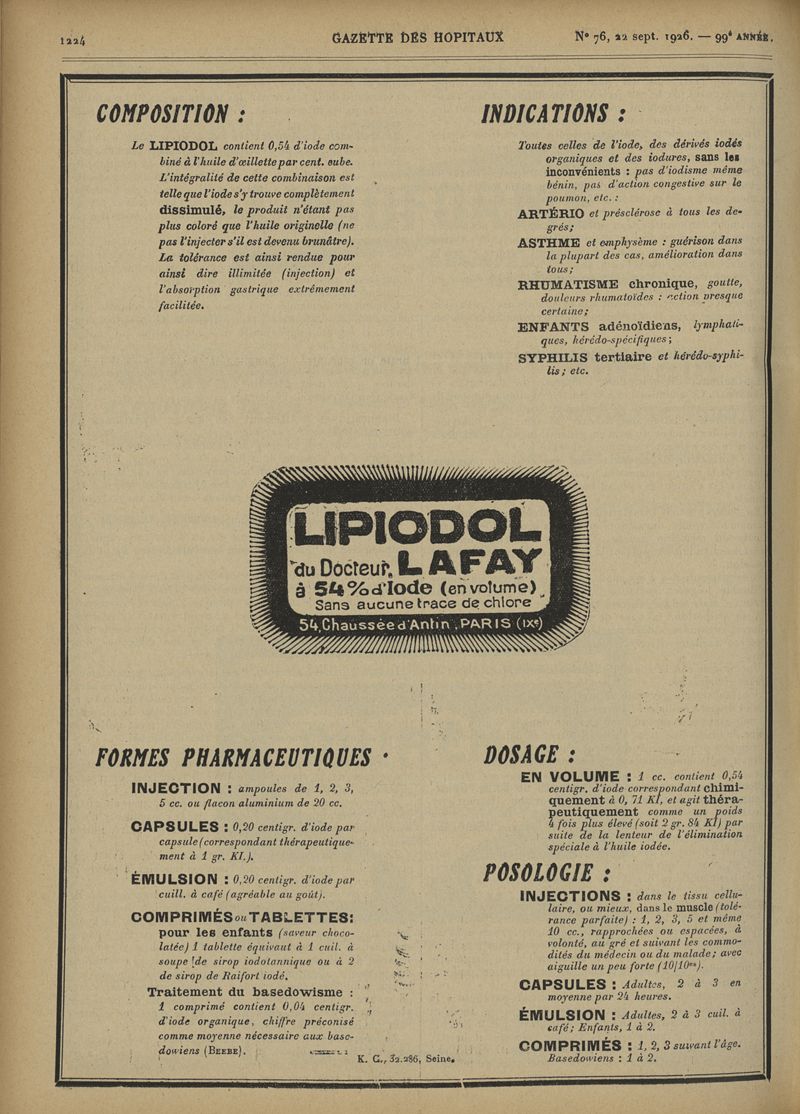 1224
GAZETTE DES HOPITAUX
N° 76, 22 sept. 1926. — 99e ANNÉE.
COMPOSITION :
Le LIPIODOL contient 0,54 d'iode com-
biné à l'huile d'œillette par cent. cube.
L'intégralité de cette combinaison est
telle que l'iode s'y trouve complètement
dissimulé, le produit n'étant pas
plus coloré que l'huile originelle (ne
pas l'injecter s'il est devenu brunâtre).
La tolérance est ainsi rendue pour
ainsi dire illimitée (injection) et
l'absorption gastrique extrêmement
facilitée.
INDICATIONS :
Toutes celles de l'iode, des dérivés iodés
organiques et des iodures, sans les
inconvénients : pas d'iodisme même
bénin, pas d'action congestive sur le
poumon, etc. :
ARTÉRIO et présclérose à tous les de-
grés;
ASTHME et emphysème : guérison dans
la plupart des cas, amélioration dans
tous;
RHUMATISME chronique, goutte,
douleurs rhumatoïdes : action presque
certaine;
ENFANTS adénoïdiens, lymphati-
ques, hérédo-spécifiques;
SYPHILIS tertiaire et hérédo-syphi-
lis; etc.
LIPIODOL
du Docteur LAFAY
à 54% d'Iode (en volume)
Sans aucune trace de chlore
54, Chaussée d'Antin, PARIS (IXe)
FORMES PHARMACEUTIQUES
INJECTION : ampoules de 1, 2, 3,
5 cc. ou flacon aluminium de 20 cc.
CAPSULES : 0,20 centigr. d'iode par
capsule (correspondant thérapeutique-
ment à 1 gr. KI.).
ÉMULSION : 0,20 centigr. d'iode par
cuill. à café (agréable au goût).
COMPRIMÉS ou TABLETTES:
pour les enfants (saveur choco-
latée) 1 tablette équivaut à 1 cuil. à
soupe de sirop iodotannique ou à 2
de sirop de Raifort iodé.
Traitement du basedowisme :
1 comprimé contient 0,04 centigr.
d'iode organique, chiffre préconisé
comme moyenne nécessaire aux base-
dowiens (BEEBE).
K. G., 32.286, Seine.
DOSAGE :
EN VOLUME : 1 cc. contient 0,54
centigr. d'iode correspondant chimi-
quement à 0, 71 KI, et agit théra-
peutiquement comme un poids
4 fois plus élevé (soit 2 gr. 84 KI) par
suite de la lenteur de l'élimination
spéciale à l'huile iodée.
POSOLOGIE :
INJECTIONS : dans le tissu cellu-
laire, ou mieux, dans le muscle (tolé-
rance parfaite) : 1, 2, 3, 5 et même
10 cc., rapprochées ou espacées, à
volonté, au gré et suivant les commo-
dités du médecin ou du malade; avec
aiguille un peu forte (10/10es).
CAPSULES : Adultes, 2 à 3 en
moyenne par 24 heures.
ÉMULSION : Adultes, 2 à 3 cuil. à
café; Enfants, 1 à 2.
COMPRIMÉS : 1, 2, 3 suivant l'âge.
Basedowiens : 1 à 2.